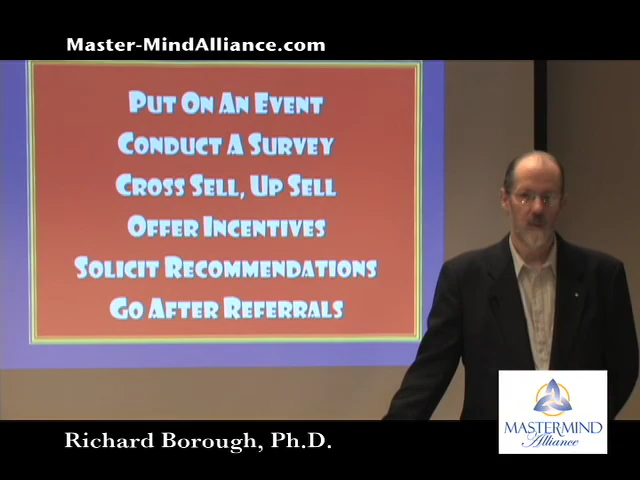 Master-MindAlliance.com
PUT ON AN EVENT
CONDUCT A SURVEY
CROSS SELL, UP SELL
OFFER INCENTIVES
SOLICIT RECOMMENDATIONS
GO AFTER REFERRALS
MASTERMIND
Alliance
Richard Borough, Ph.D.